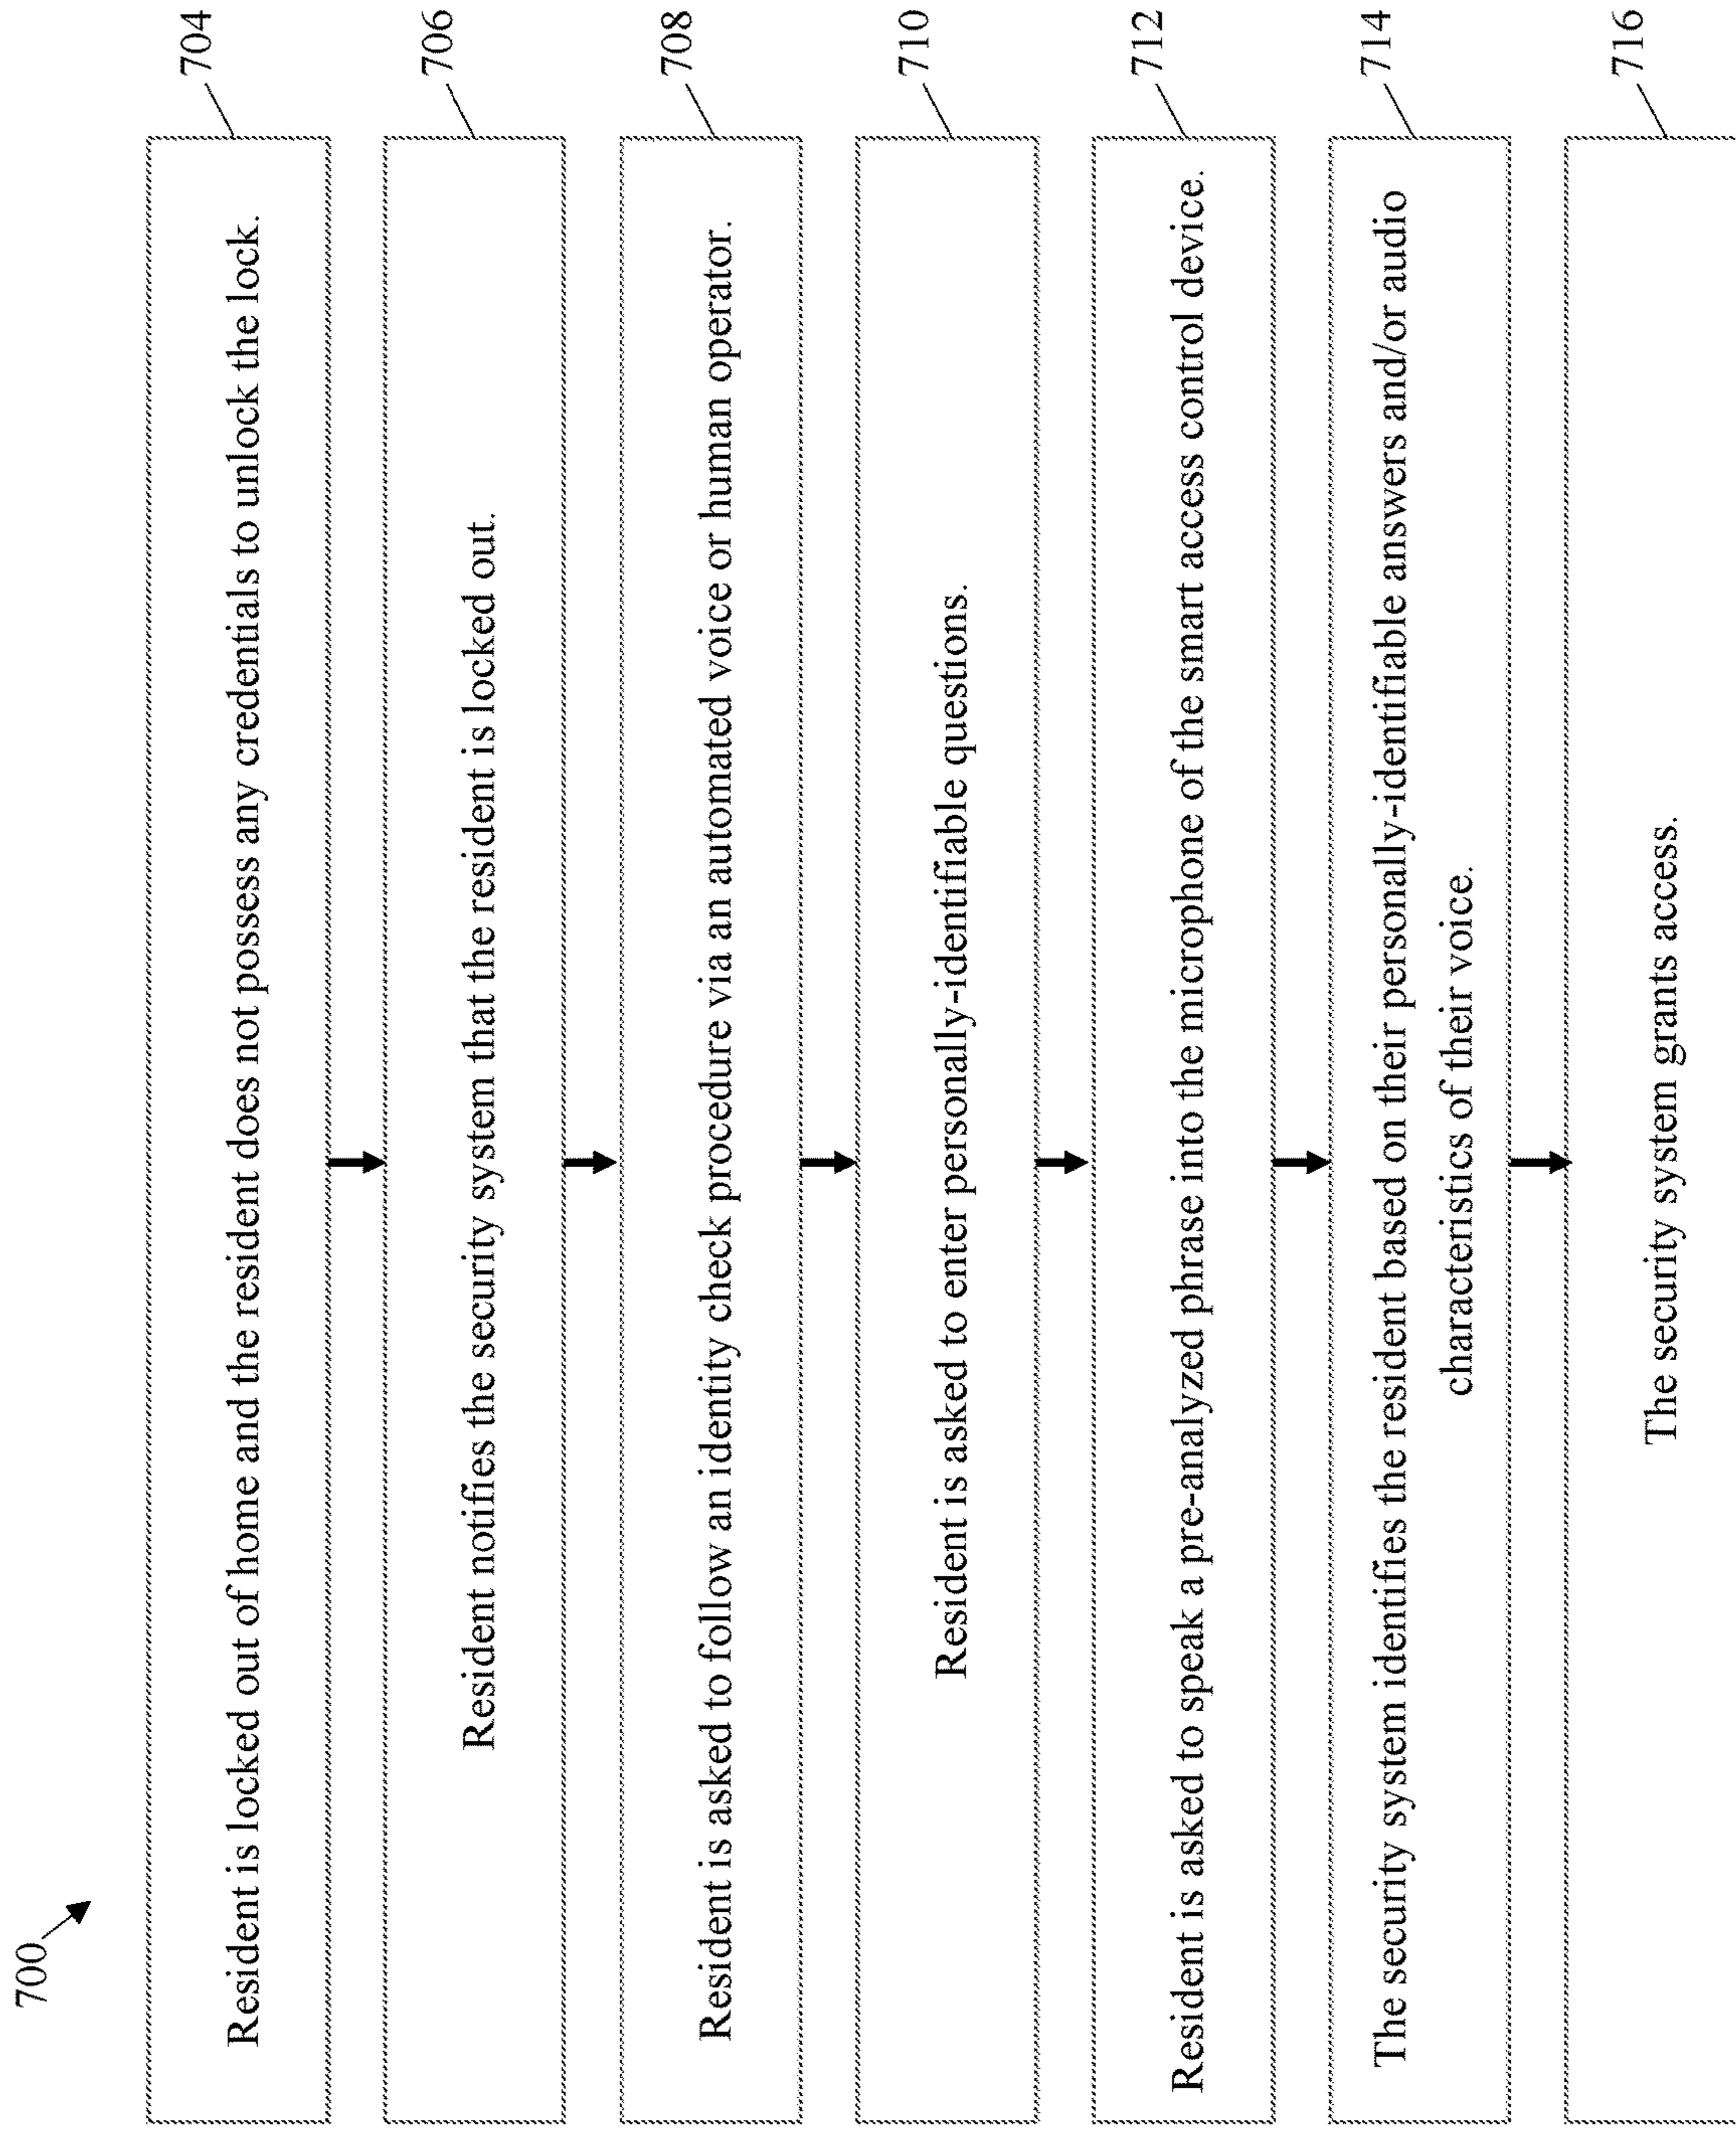 700
704
Resident is locked out of home and the resident does not possess any credentials to unlock the lock.
706
Resident notifies the security system that the resident is locked out.
708
Resident is asked to follow an identity check procedure via an automated voice or human operator.
710
Resident is asked to enter personally-identifiable questions.
712
Resident is asked to speak a pre-analyzed phrase into the microphone of the smart access control device.
714
The security system identifies the resident based on their personally-identifiable answers and/or audio
characteristics of their voice.
716
The security system grants access.